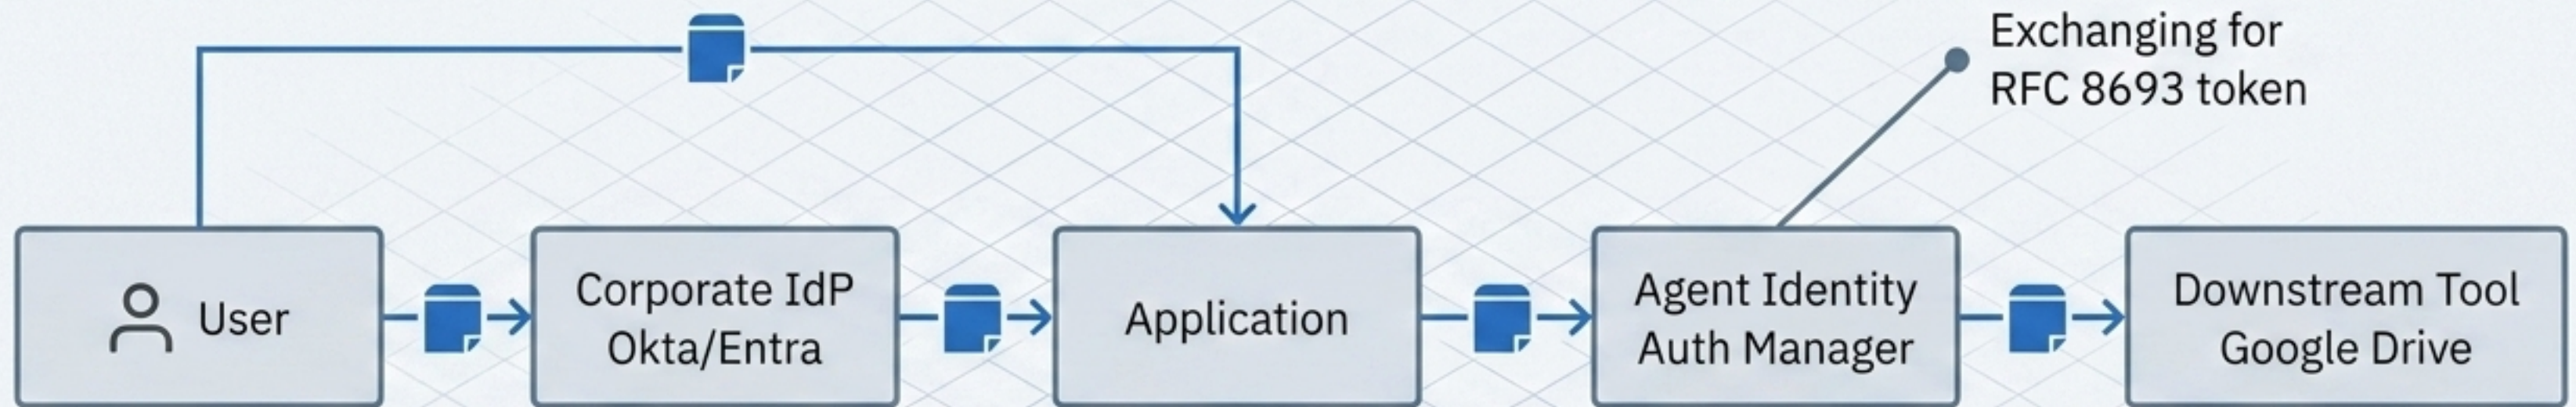 Exchanging for
RFC 8693 token
User
Corporate IdP
Okta/Entra
Application
Agent Identity
Auth Manager
Downstream Tool
Google Drive